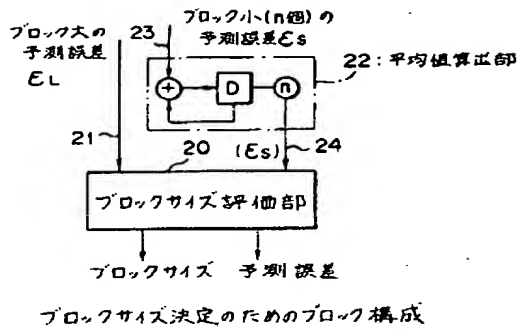 ブロック大の
予測誤差
εL
23
ブロック小(n個)の
予測誤差εs
22:平均値算出部
+
D
n
21
20
(εs)
24
ブロックサイズ評価部
ブロックサイズ 予測誤差
ブロックサイズ決定のためのブロック構成